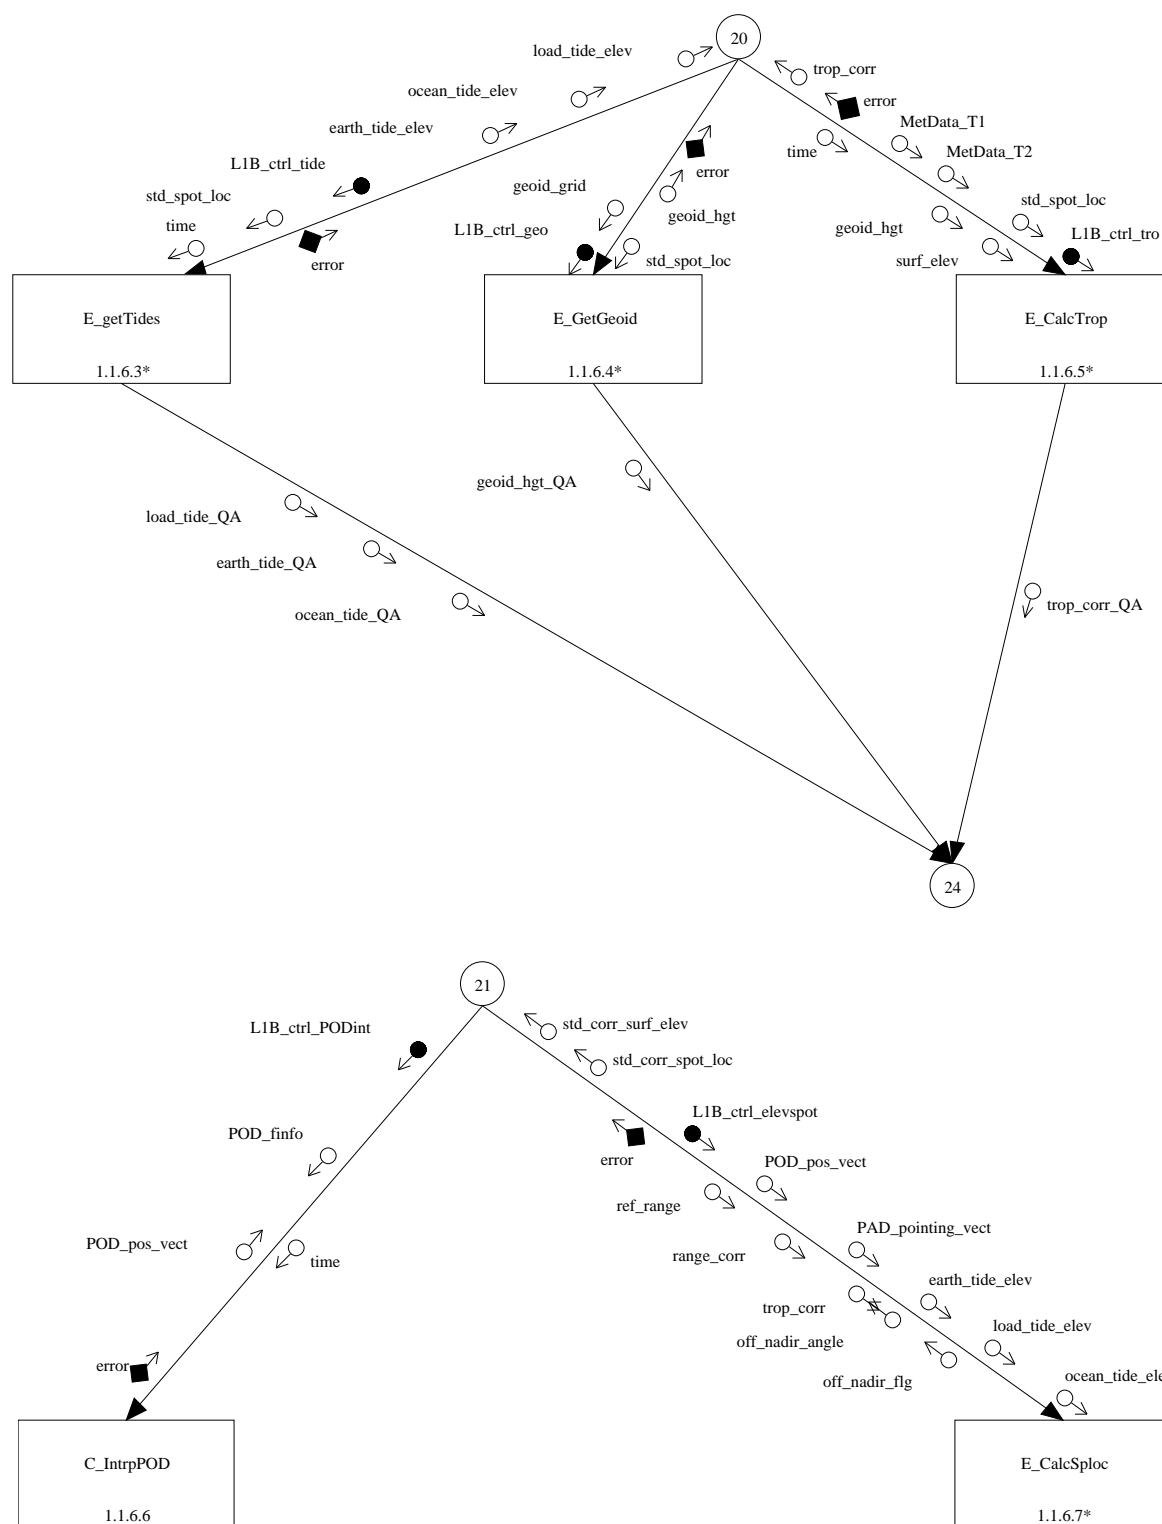 20
load_tide_elev
trop_corr
ocean_tide_elev
error
earth_tide_elev
MetData_T1
time
MetData_T2
L1B_ctrl_tide
error
geoid_grid
std_spot_loc
std_spot_loc
geoid_hgt
time
L1B_ctrl_geo
geoid_hgt
L1B_ctrl_tro
error
std_spot_loc
surf_elev
E_getTides
E_GetGeoid
E_CalcTrop
1.1.6.3*
1.1.6.4*
1.1.6.5*
geoid_hgt_QA
load_tide_QA
earth_tide_QA
ocean_tide_QA
trop_corr_QA
24
21
L1B_ctrl_PODint
std_corr_surf_elev
std_corr_spot_loc
L1B_ctrl_elevspot
POD_finfo
error
POD_pos_vect
ref_range
PAD_pointing_vect
POD_pos_vect
time
range_corr
earth_tide_elev
trop_corr
load_tide_elev
off_nadir_angle
error
off_nadir_flg
ocean_tide_ele
C_IntrpPOD
E_CalcSploc
1.1.6.6
1.1.6.7*